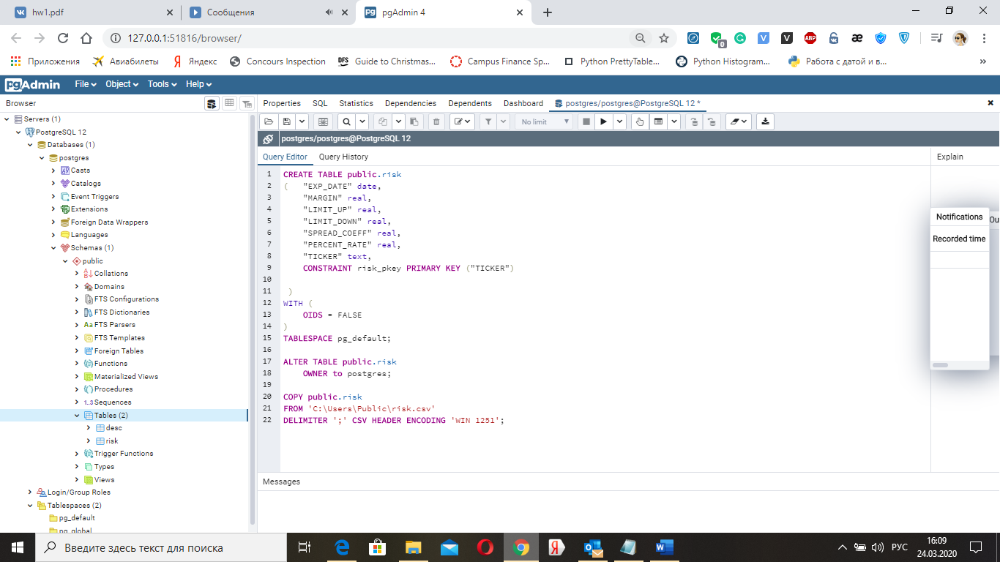 hw1.pdf
Сообщения
pgAdmin 4
127.0.0.1:51816/browser/
ABP
0
Приложения
Авиабилеты
Яндекс
Concours Inspection
DFS Guide to Christmas...
Campus Finance Sp...
Python PrettyTable...
Python Histogram...
Работа с датой и в...
pgAdmin File Object Tools Help
Browser
Properties SQL Statistics Dependencies Dependents Dashboard postgres/postgres@PostgreSQL 12 *
No limit
postgres/postgres@PostgreSQL 12
Query Editor Query History
Explain
Servers (1)
PostgreSQL 12
Databases (1)
postgres
Casts
Catalogs
Event Triggers
Extensions
Foreign Data Wrappers
Languages
Schemas (1)
public
Collations
Domains
FTS Configurations
FTS Dictionaries
FTS Parsers
FTS Templates
Foreign Tables
Functions
Materialized Views
Procedures
1..3 Sequences
Tables (2)
desc
risk
Trigger Functions
Types
Views
Login/Group Roles
Tablespaces (2)
pg_default
pg_global
1 CREATE TABLE public.risk
2 ( "EXP_DATE" date,
3 "MARGIN" real,
4 "LIMIT_UP" real,
5 "LIMIT_DOWN" real,
6 "SPREAD_COEFF" real,
7 "PERCENT_RATE" real,
8 "TICKER" text,
9 CONSTRAINT risk_pkey PRIMARY KEY ("TICKER")
10
11 )
12 WITH (
13 OIDS = FALSE
14 )
15 TABLESPACE pg_default;
16
17 ALTER TABLE public.risk
18 OWNER to postgres;
19
20 COPY public.risk
21 FROM 'C:\Users\Public\risk.csv'
22 DELIMITER ';' CSV HEADER ENCODING 'WIN 1251';
Notifications
Ou
Recorded time
Messages
Введите здесь текст для поиска
РУС
16:09
24.03.2020